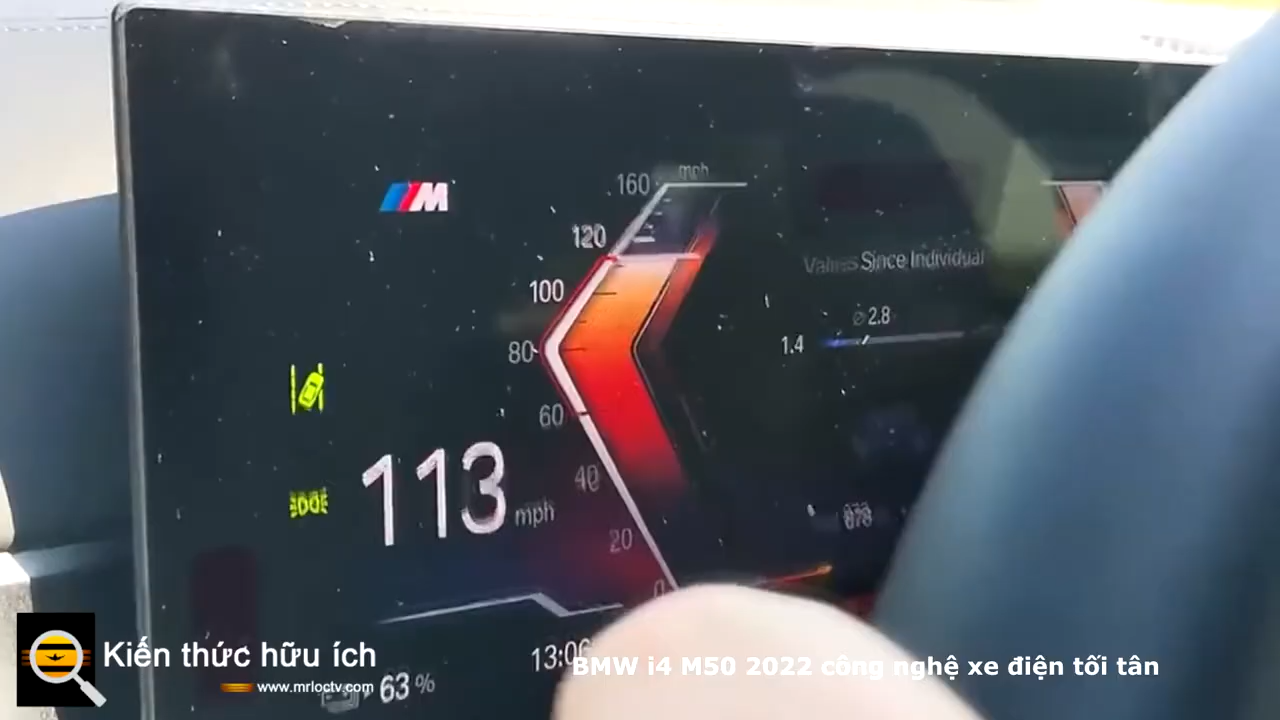 M
160 mph
120
100
80
60
40
20
0
113 mph
Values Since Individual
2.8
1.4
13:06
63 %
Kiến thức hữu ích
www.mrloctv.com
BMW i4 M50 2022 công nghệ xe điện tối tân